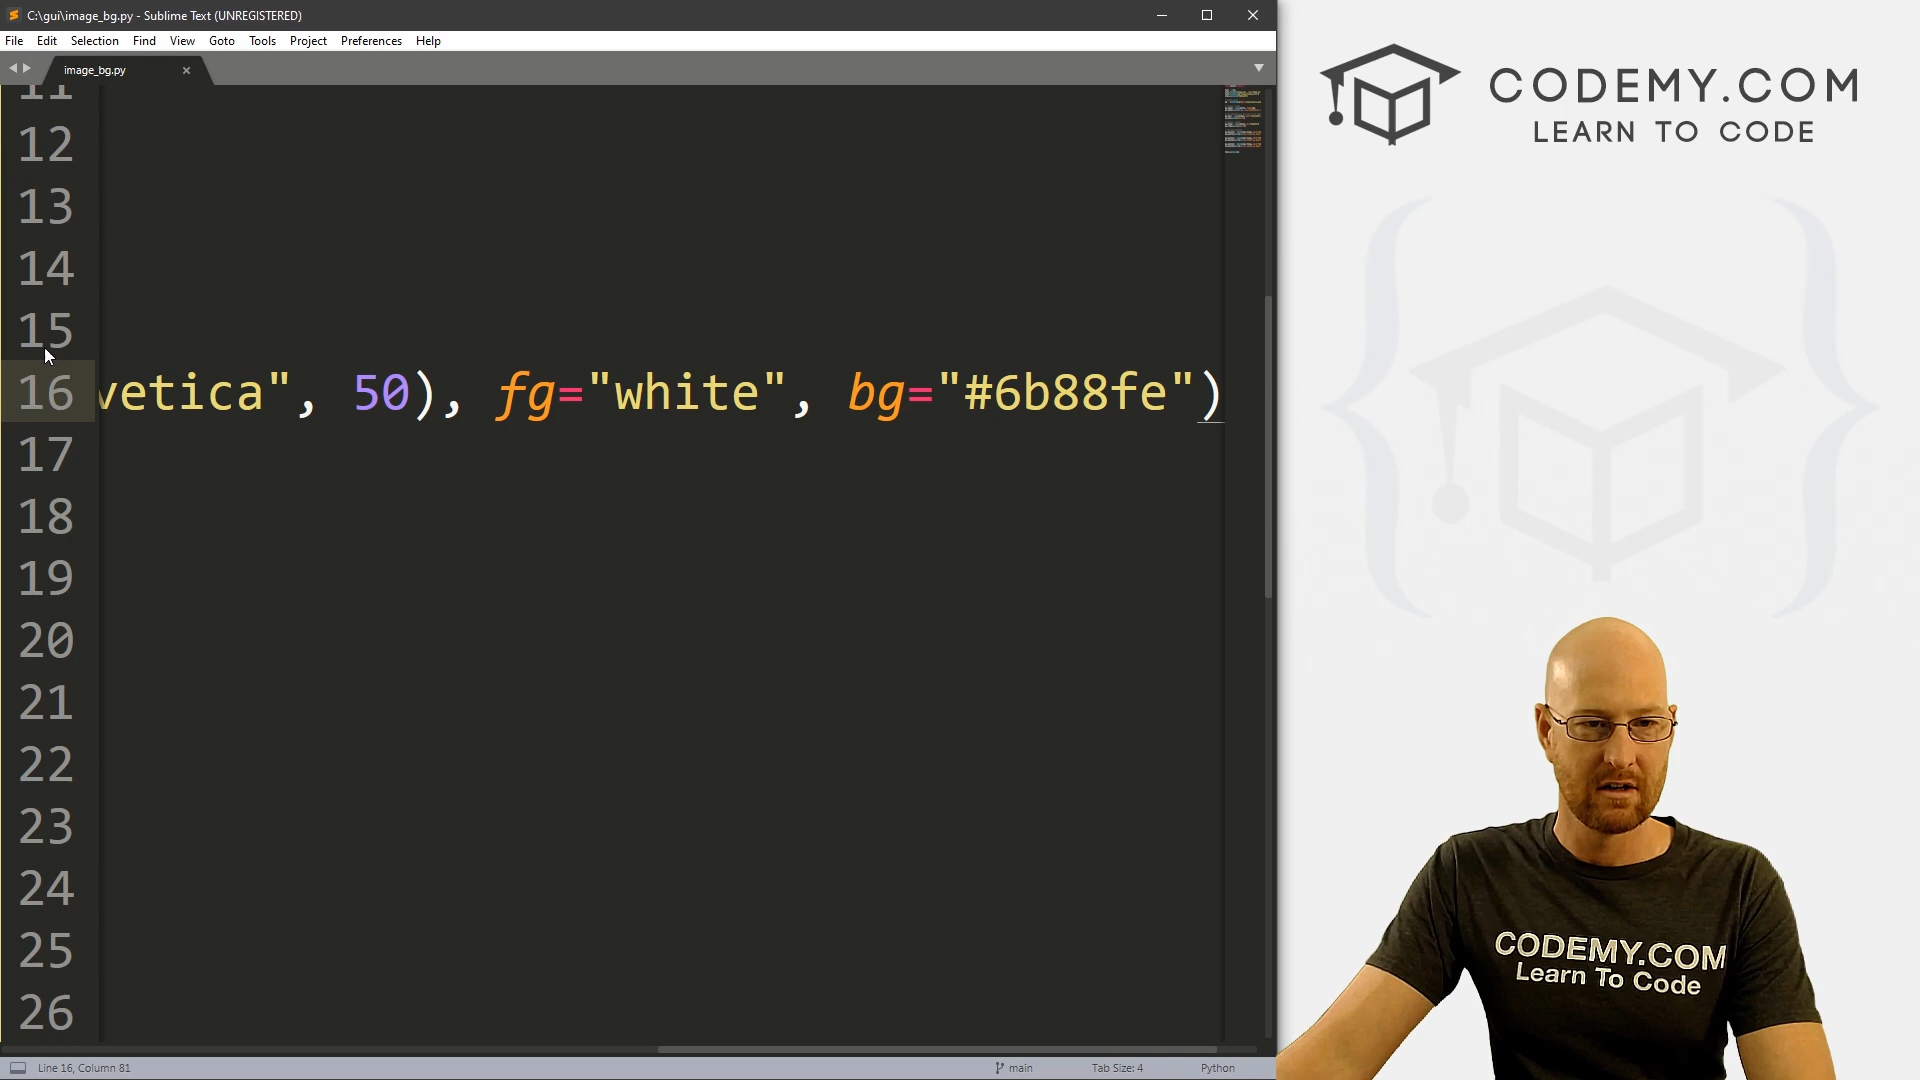 C:\gui\image_bg.py - Sublime Text (UNREGISTERED)
File Edit Selection Find View Goto Tools Project Preferences Help
image_bg.py
11
12
13
14
15
16 vetica", 50), fg="white", bg="#6b88fe")
17
18
19
20
21
22
23
24
25
26
Line 16, Column 81
main
Tab Size: 4
Python
CODEMY.COM
LEARN TO CODE
CODEMY.COM
Learn To Code